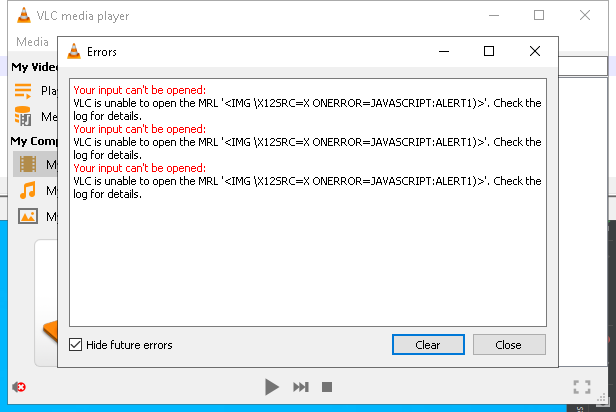 VLC media player
Media
Errors
My Video
Your input can't be opened:
VLC is unable to open the MRL '<IMG \X12SRC=X ONERROR=JAVASCRIPT:ALERT1)>'. Check the
log for details.
Your input can't be opened:
VLC is unable to open the MRL '<IMG \X12SRC=X ONERROR=JAVASCRIPT:ALERT1)>'. Check the
log for details.
Your input can't be opened:
VLC is unable to open the MRL '<IMG \X12SRC=X ONERROR=JAVASCRIPT:ALERT1)>'. Check the
log for details.
Play
Me
My Comp
My
My
My
Hide future errors
Clear
Close